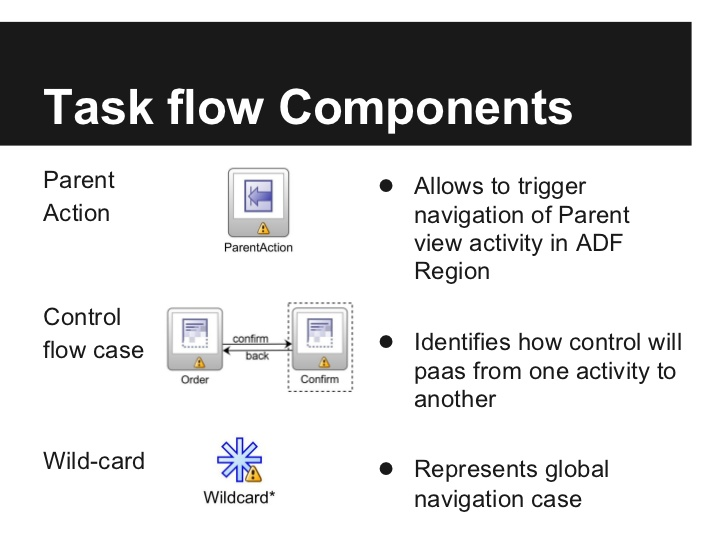 Task flow Components
Parent
Action
ParentAction
Allows to trigger
navigation of Parent
view activity in ADF
Region
Control
flow case
confirm
back
Order
Confirm
Identifies how control will
paas from one activity to
another
Wild-card
Wildcard*
Represents global
navigation case